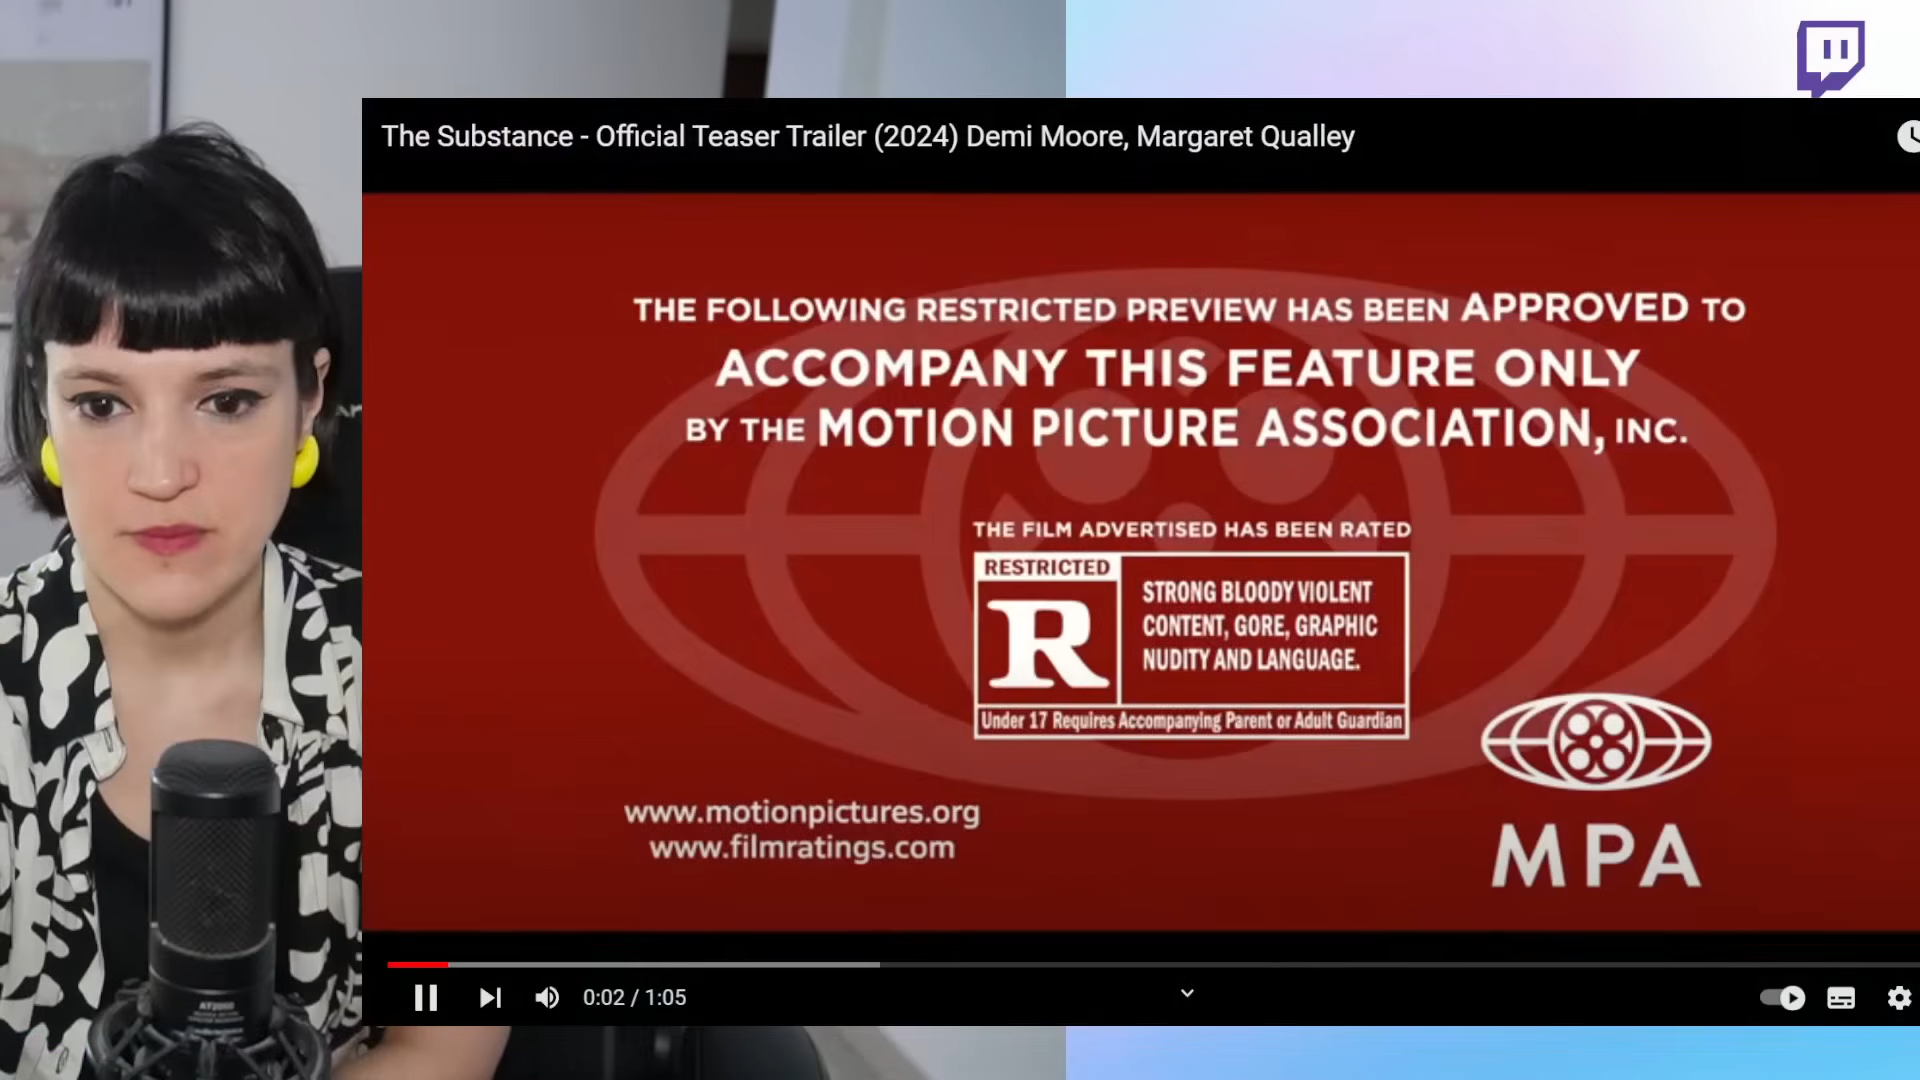 The Substance - Official Teaser Trailer (2024) Demi Moore, Margaret Qualley
THE FOLLOWING RESTRICTED PREVIEW HAS BEEN APPROVED TO
ACCOMPANY THIS FEATURE ONLY
BY THE MOTION PICTURE ASSOCIATION, INC.
THE FILM ADVERTISED HAS BEEN RATED
RESTRICTED
R
STRONG BLOODY VIOLENT
CONTENT, GORE, GRAPHIC
NUDITY AND LANGUAGE.
Under 17 Requires Accompanying Parent or Adult Guardian
www.motionpictures.org
www.filmratings.com
MPA
0:02 / 1:05